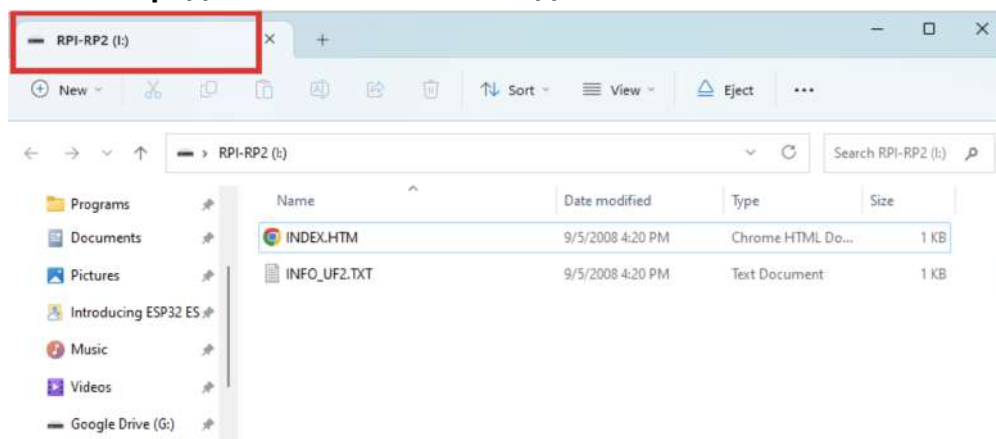 RPI-RP2 (I:)
New Sort View Eject
RPI-RP2 (I:) Search RPI-RP2 (I:)
Name Date modified Type Size
Programs
Documents
Pictures
Introducing ESP32 ES
Music
Videos
Google Drive (G:)
INDEX.HTM 9/5/2008 4:20 PM Chrome HTML Do... 1 KB
INFO_UF2.TXT 9/5/2008 4:20 PM Text Document 1 KB